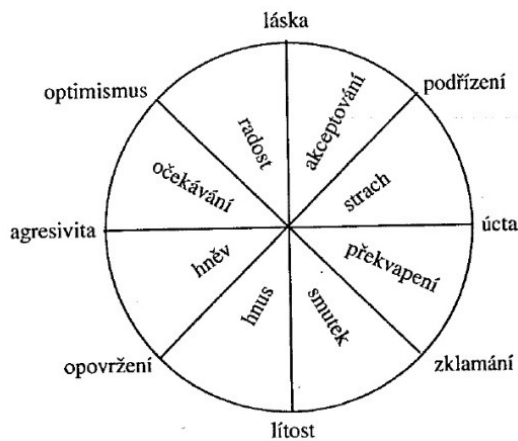 láska
optimismus
podřízení
radost
akceptování
očekávání
strach
agresivita
úcta
hněv
překvapení
hnus
smutek
opovržení
zklamání
lítost